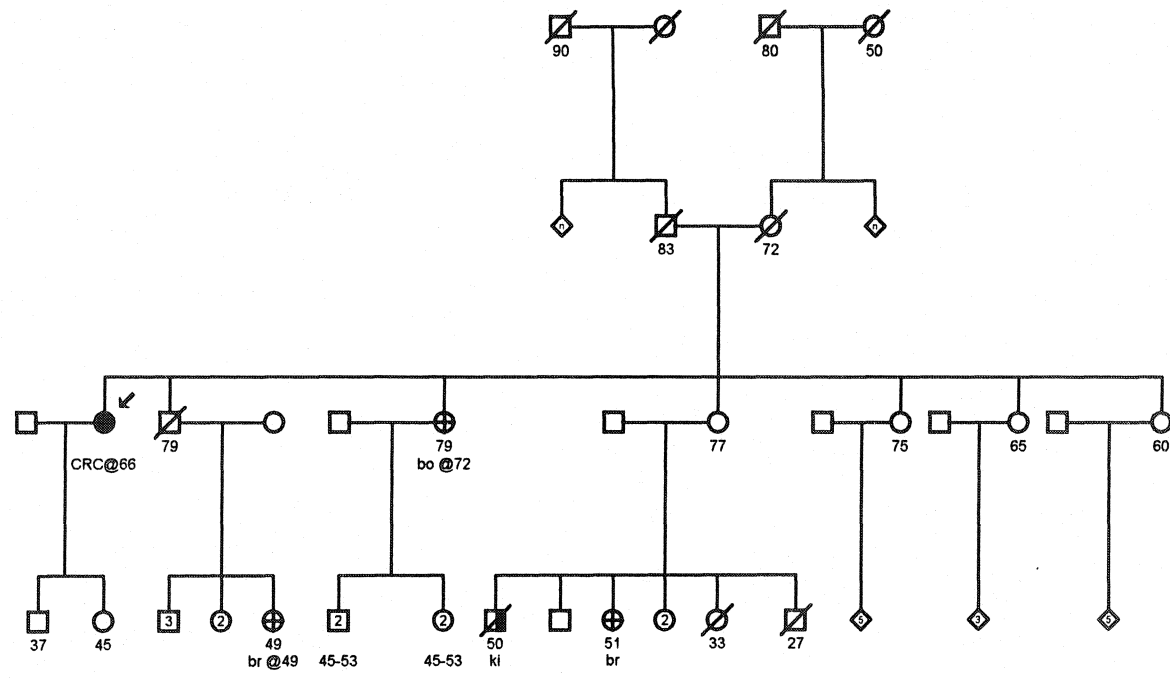 90
80 50
n 83 72 n
CRC@66 79 79 77 75 65 60
bo @72
3 2 2 2 2 5 3 5
37 45 49 50 51 33 27
br @49 45-53 45-53 ki br